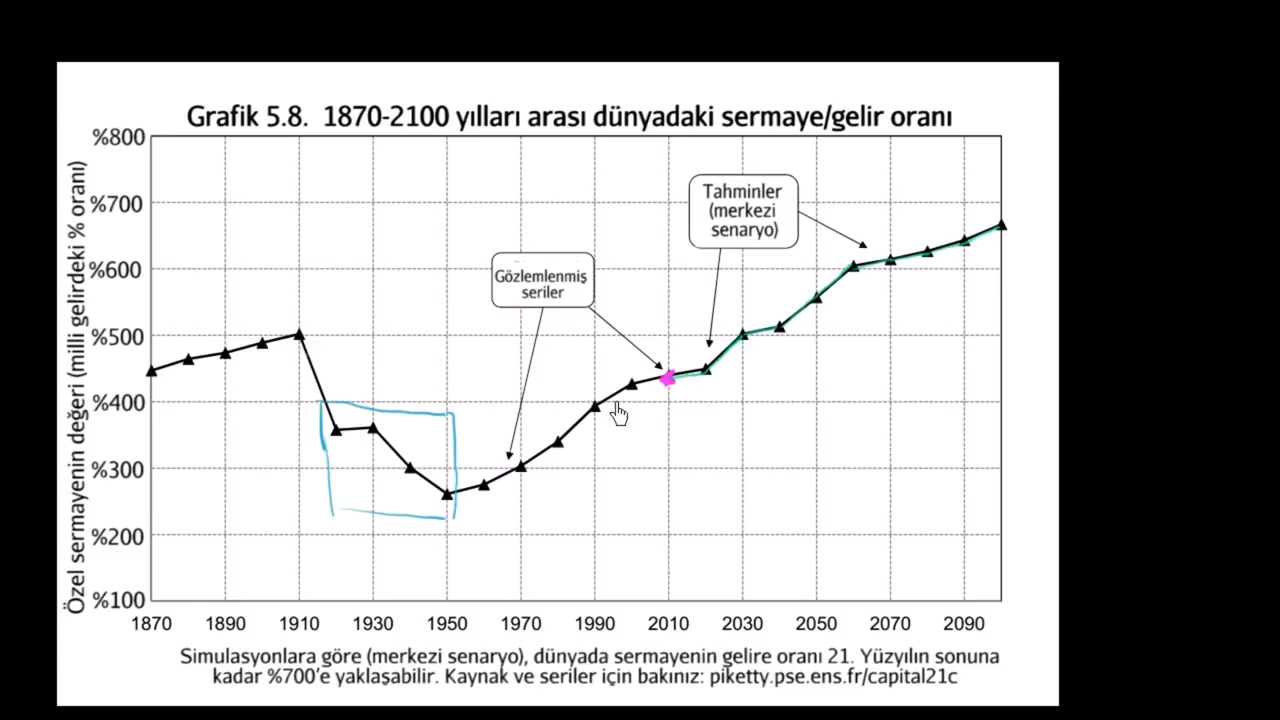 Grafik 5.8. 1870-2100 yılları arası dünyadaki sermaye/gelir oranı
Özel sermayenin değeri (milli gelirdeki % oranı)
%800
%700
%600
%500
%400
%300
%200
%100
Tahminler
(merkezi
senaryo)
Gözlemlenmiş
seriler
1870 1890 1910 1930 1950 1970 1990 2010 2030 2050 2070 2090
Simulasyonlara göre (merkezi senaryo), dünyada sermayenin gelire oranı 21. Yüzyılın sonuna
kadar %700'e yaklaşabilir. Kaynak ve seriler için bakınız: piketty.pse.ens.fr/capital21c